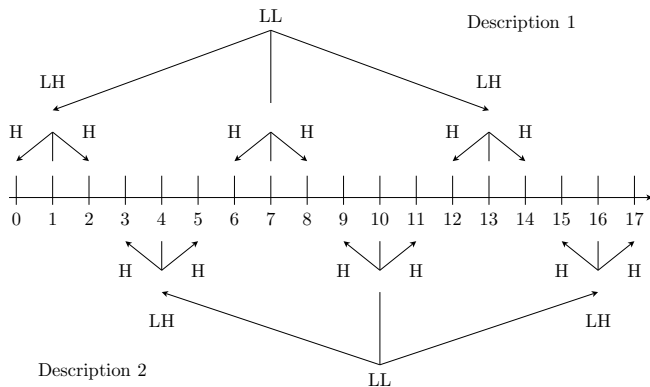 LL Description 1
LH LH
H H H H H H
0 1 2 3 4 5 6 7 8 9 10 11 12 13 14 15 16 17
H H H H H H
LH LH
Description 2 LL